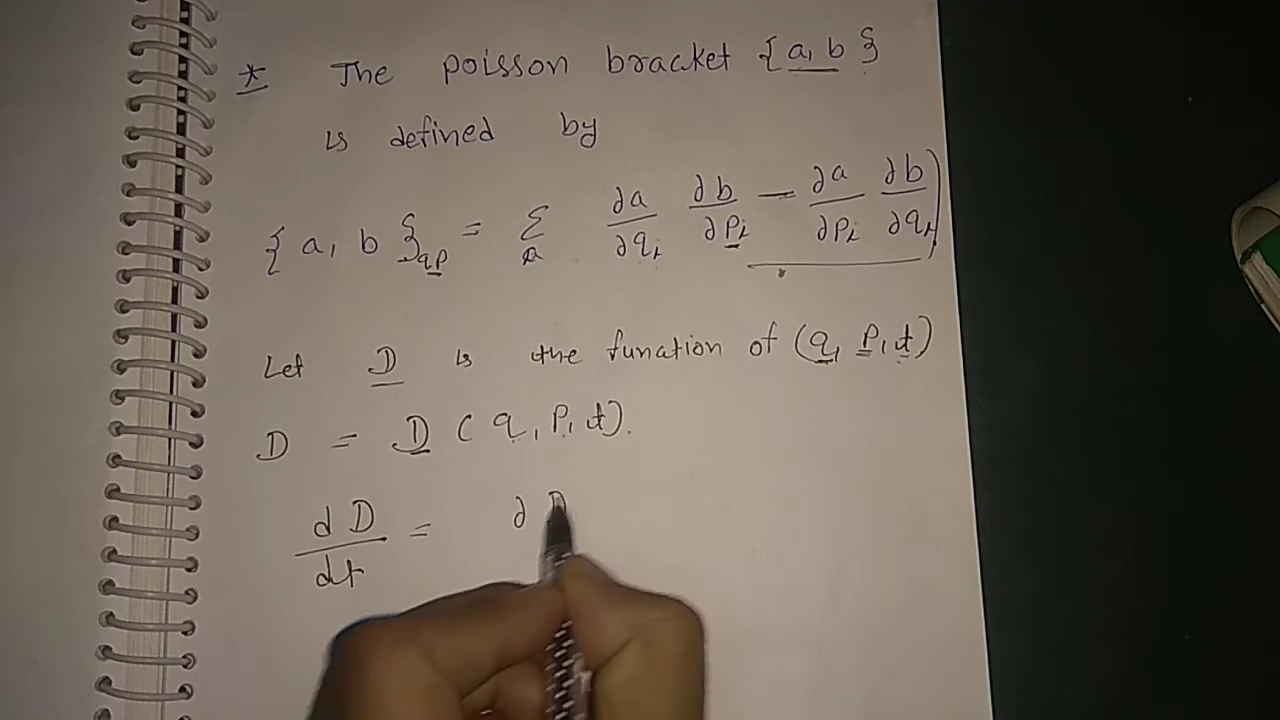 * The poisson bracket {a, b}
is defined by
{a, b}qp = Σ ∂a/∂qi ∂b/∂pi — ∂a/∂pi ∂b/∂qi)
Let D is the funation of (q, P, t)
D = D (q, P, t).
dD/dt = ∂D